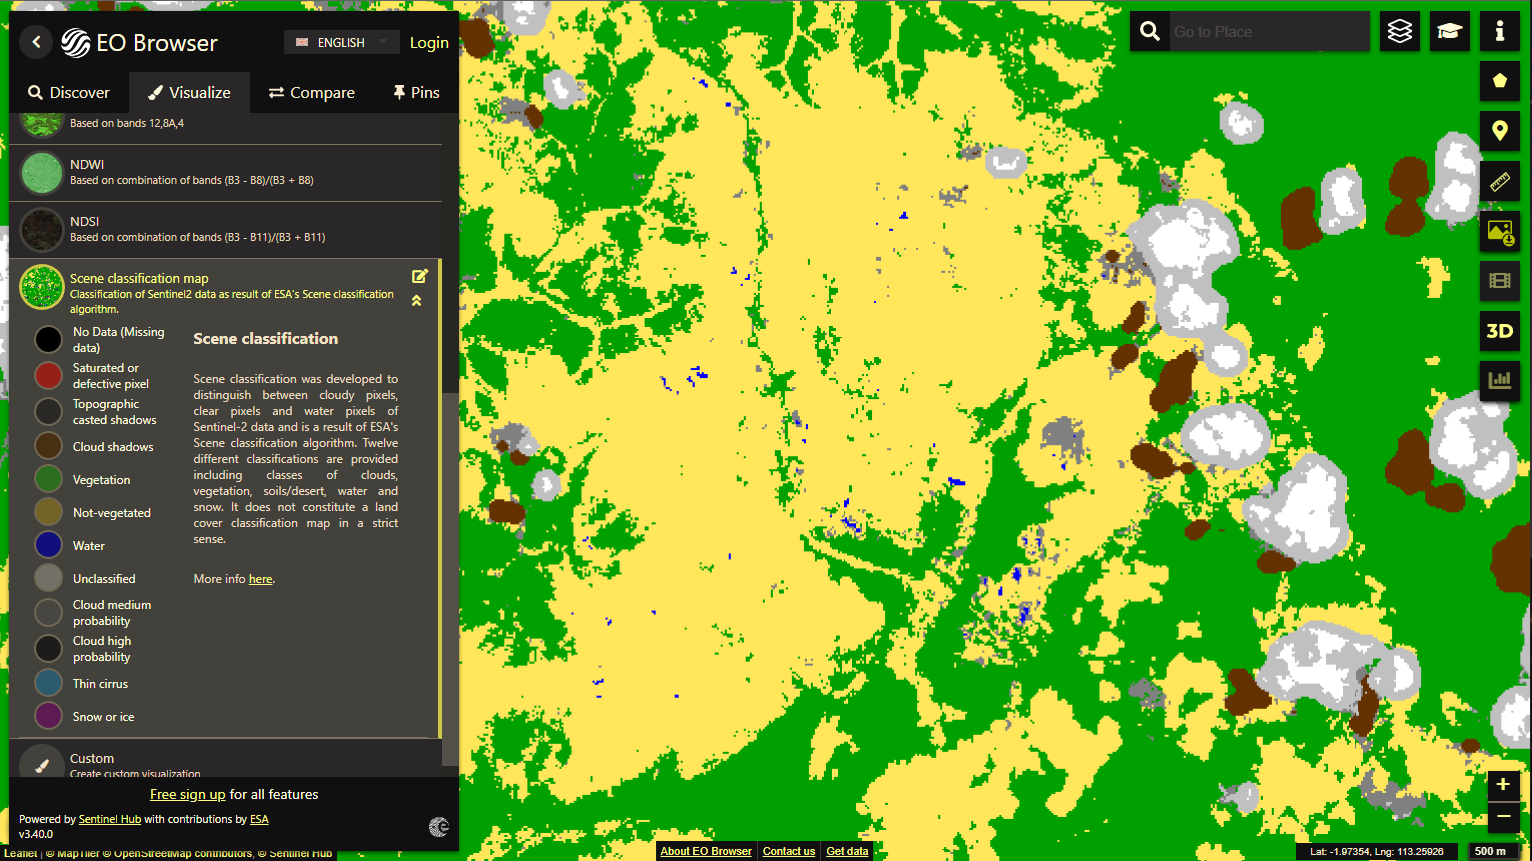 EO Browser
ENGLISH
Login
Go to Place
Discover
Visualize
Compare
Pins
Based on bands 12,8A,4
NDWI
Based on combination of bands (B3 - B8)/(B3 + B8)
NDSI
Based on combination of bands (B3 - B11)/(B3 + B11)
Scene classification map
Classification of Sentinel2 data as result of ESA's Scene classification
algorithm.
No Data (Missing
data)
Saturated or
defective pixel
Topographic
casted shadows
Cloud shadows
Vegetation
Not-vegetated
Water
Unclassified
Cloud medium
probability
Cloud high
probability
Thin cirrus
Snow or ice
Scene classification
Scene classification was developed to
distinguish between cloudy pixels,
clear pixels and water pixels of
Sentinel-2 data and is a result of ESA's
Scene classification algorithm. Twelve
different classifications are provided
including classes of clouds,
vegetation, soils/desert, water and
snow. It does not constitute a land
cover classification map in a strict
sense.
More info here.
Custom
Create custom visualization
Free sign up for all features
Powered by Sentinel Hub with contributions by ESA
v3.40.0
Leaflet | © MapTiler © OpenStreetMap contributors, © Sentinel Hub
3D
+
−
About EO Browser
Contact us
Get data
Lat: -1.97354, Lng: 113.25926
500 m